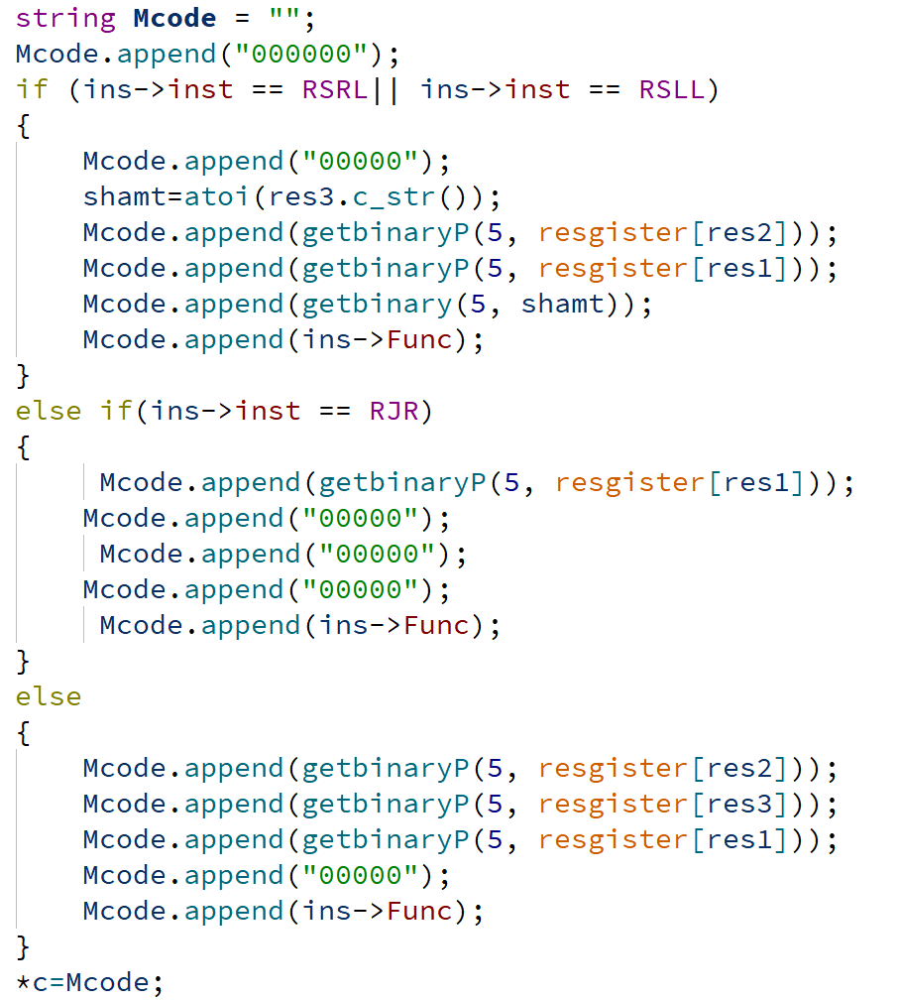 string Mcode = "";
Mcode.append("000000");
if (ins->inst == RSRL|| ins->inst == RSLL)
{
    Mcode.append("00000");
    shamt=atoi(res3.c_str());
    Mcode.append(getbinaryP(5, resgister[res2]));
    Mcode.append(getbinaryP(5, resgister[res1]));
    Mcode.append(getbinary(5, shamt));
    Mcode.append(ins->Func);
}
else if(ins->inst == RJR)
{
     Mcode.append(getbinaryP(5, resgister[res1]));
    Mcode.append("00000");
     Mcode.append("00000");
    Mcode.append("00000");
     Mcode.append(ins->Func);
}
else
{
    Mcode.append(getbinaryP(5, resgister[res2]));
    Mcode.append(getbinaryP(5, resgister[res3]));
    Mcode.append(getbinaryP(5, resgister[res1]));
    Mcode.append("00000");
    Mcode.append(ins->Func);
}
*c=Mcode;